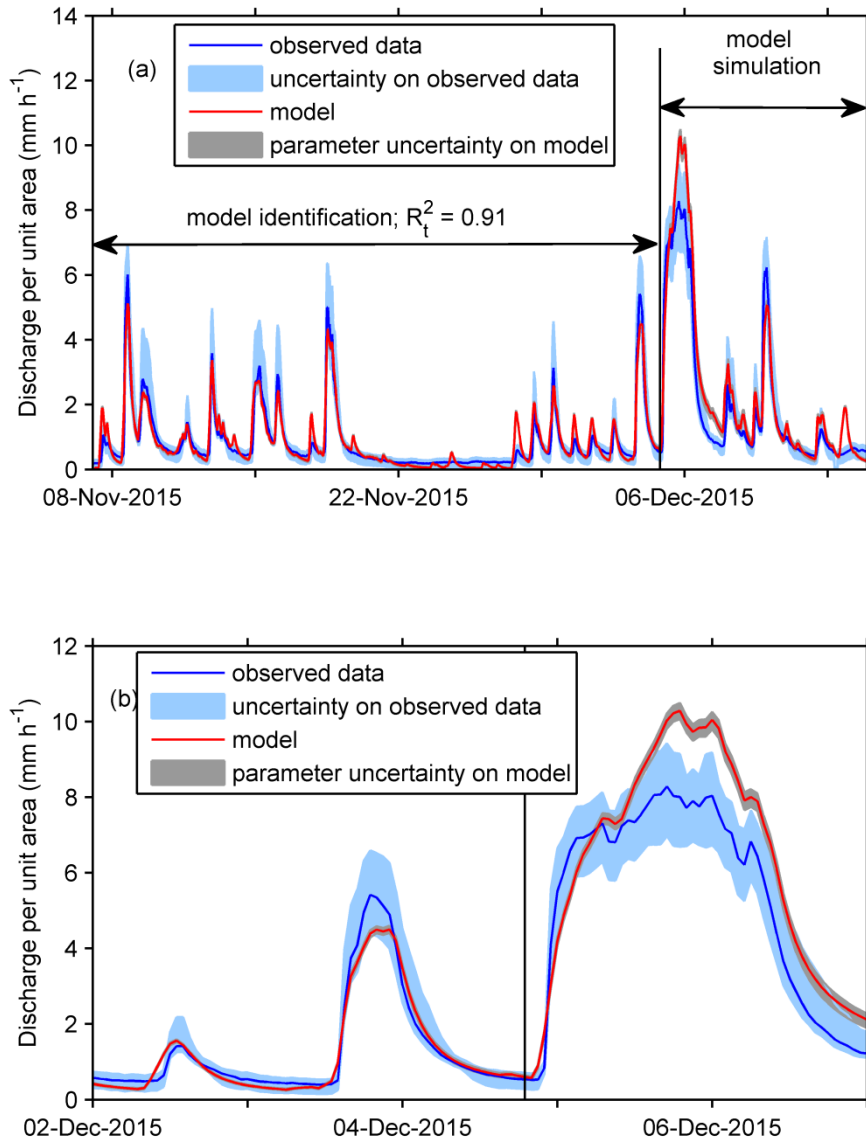 14
12
10
8
6
4
2
0
Discharge per unit area (mm h⁻¹)
(a)
observed data
uncertainty on observed data
model
parameter uncertainty on model
model
simulation
model identification; R_t^2 = 0.91
08-Nov-2015
22-Nov-2015
06-Dec-2015
12
10
8
6
4
2
0
Discharge per unit area (mm h⁻¹)
(b)
observed data
uncertainty on observed data
model
parameter uncertainty on model
02-Dec-2015
04-Dec-2015
06-Dec-2015